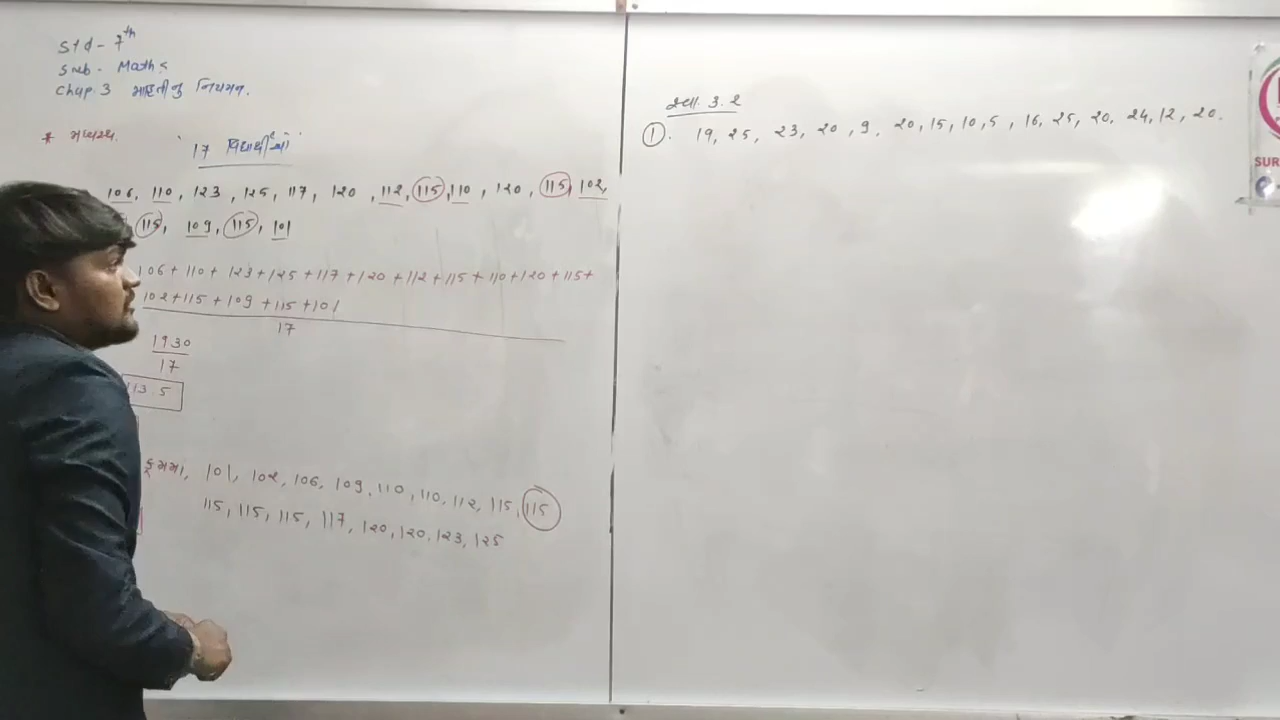 Std - 7th
Sub - Maths
Chap. 3 માહિતીનું નિયમન.
* મધ્યસ્થ.
17 વિદ્યાર્થીઓ
106, 110, 123, 125, 117, 120, 112, 115, 110, 120, 115, 102,
115, 109, 115, 101
106 + 110 + 123 + 125 + 117 + 120 + 112 + 115 + 110 + 120 + 115 +
102 + 115 + 109 + 115 + 101
17
1930
17
113.5
ક્રમમાં, 101, 102, 106, 109, 110, 110, 112, 115, 115
115, 115, 115, 117, 120, 120, 123, 125
સ્વા. 3.2
1. 19, 25, 23, 20, 9, 20, 15, 10, 5, 16, 25, 20, 24, 12, 20.
SUR